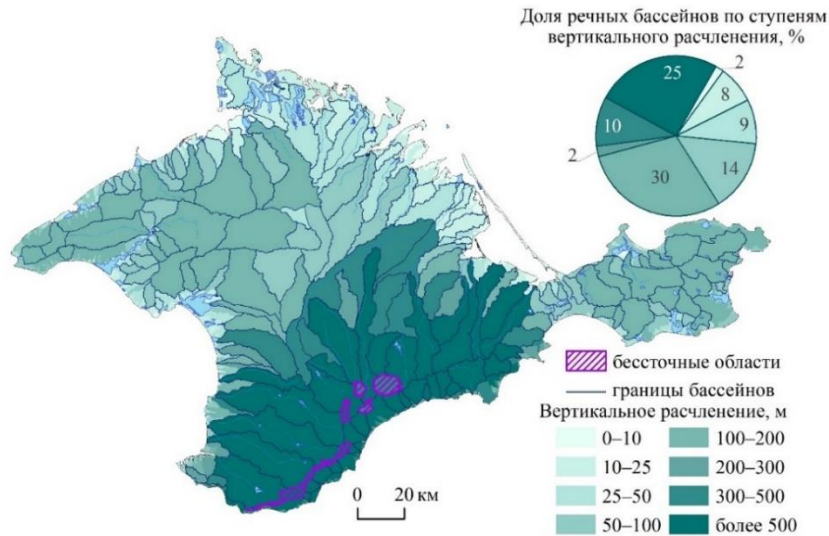 Доля речных бассейнов по ступеням
вертикального расчленения, %
2
25
8
10
9
2
14
30
бессточные области
границы бассейнов
Вертикальное расчленение, м
0–10
100–200
10–25
200–300
25–50
300–500
50–100
более 500
0 20 км